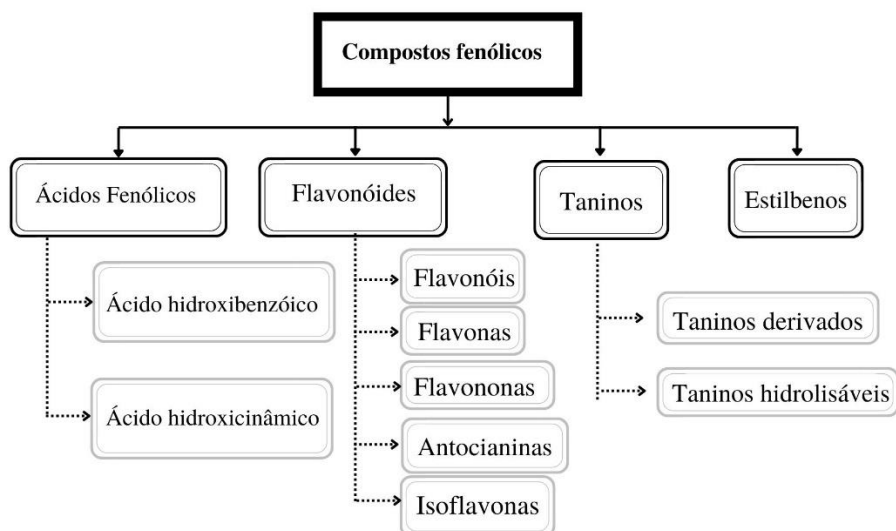 Compostos fenólicos
Ácidos Fenólicos
Flavonóides
Taninos
Estilbenos
Ácido hidroxibenzóico
Ácido hidroxicinâmico
Flavonóis
Flavonas
Flavononas
Antocianinas
Isoflavonas
Taninos derivados
Taninos hidrolisáveis